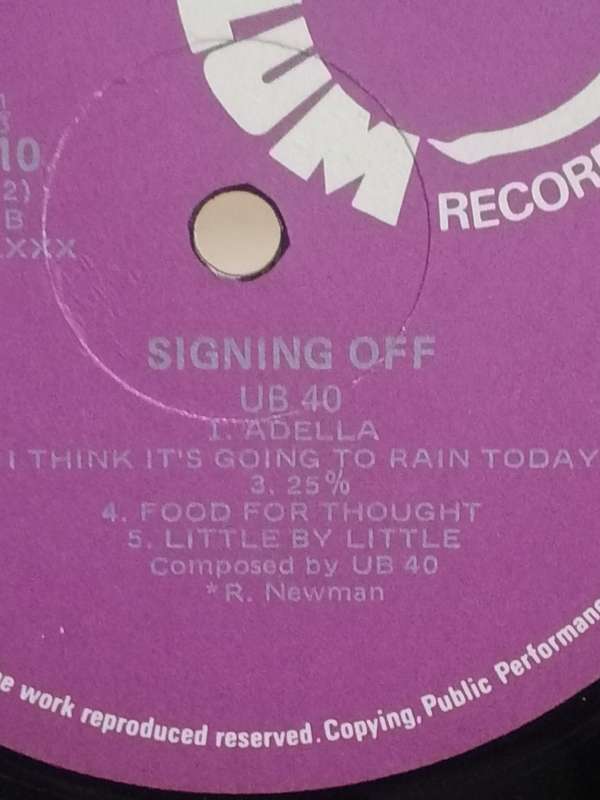 LUM
RECOR
10
2)
B
LXXX
SIGNING OFF
UB 40
1. ADELLA
I THINK IT'S GOING TO RAIN TODAY
3. 25%
4. FOOD FOR THOUGHT
5. LITTLE BY LITTLE
Composed by UB 40
*R. Newman
e work reproduced reserved. Copying, Public Performan